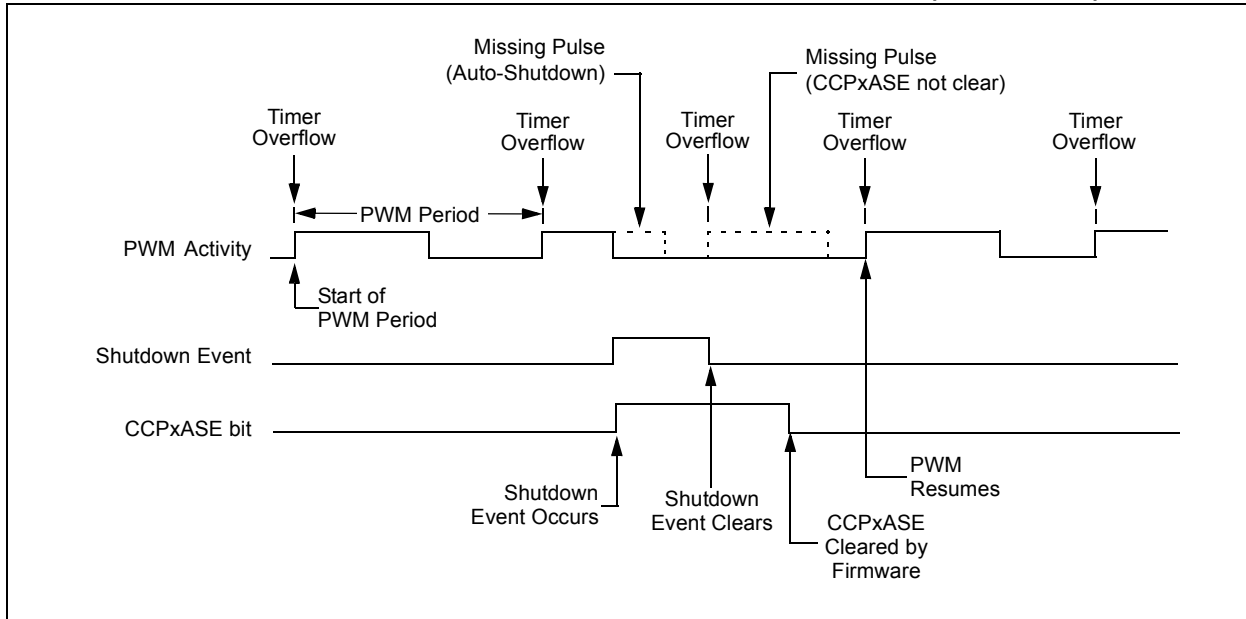 Missing Pulse
(Auto-Shutdown)
Missing Pulse
(CCPxASE not clear)
Timer
Overflow
Timer
Overflow
Timer
Overflow
Timer
Overflow
Timer
Overflow
PWM Period
PWM Activity
Start of
PWM Period
Shutdown Event
CCPxASE bit
Shutdown
Event Occurs
Shutdown
Event Clears
CCPxASE
Cleared by
Firmware
PWM
Resumes